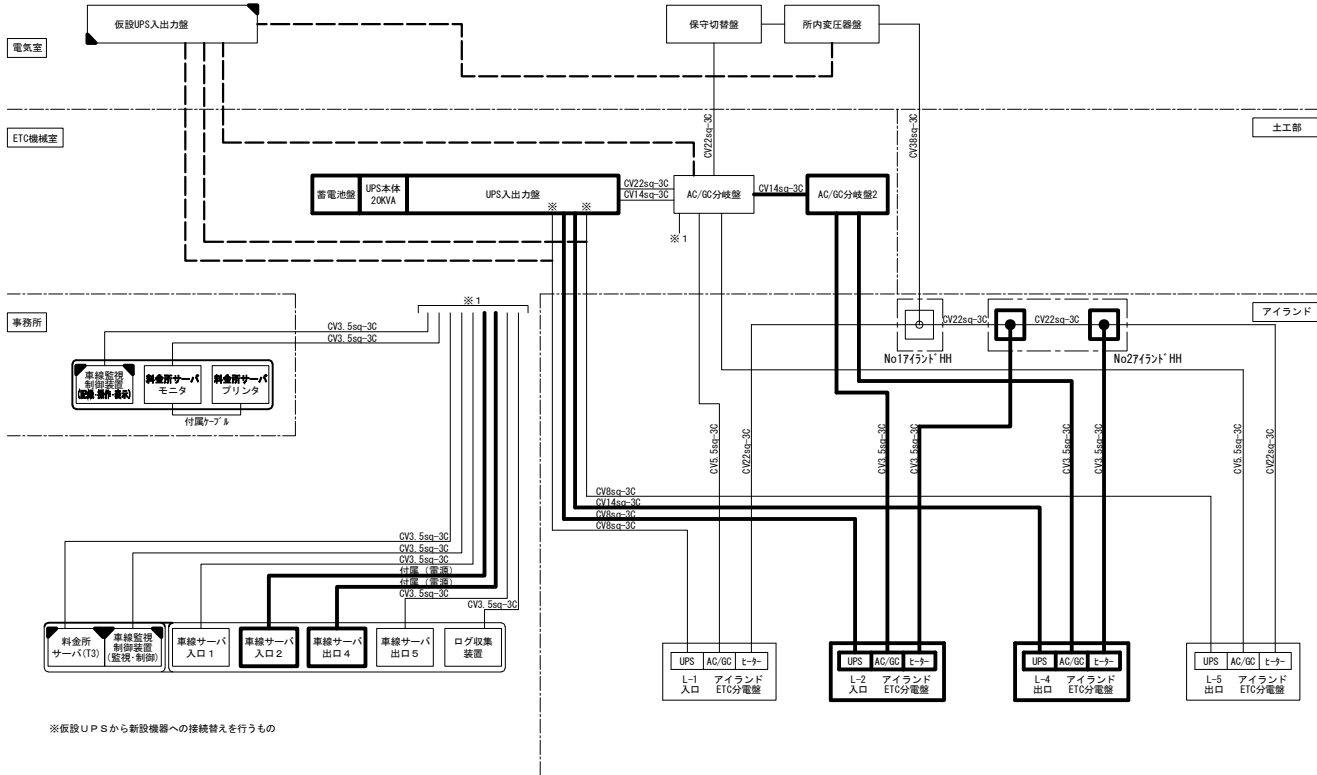 仮設UPS入出力盤
保守切替盤
所内変圧器盤
電気室
ETC機械室
土工部
CV22sq-3C
CV38sq-3C
蓄電池盤
UPS本体
20KVA
UPS入出力盤
※
※
CV22sq-3C
CV14sq-3C
AC/GC分岐盤
CV14sq-3C
AC/GC分岐盤2
※1
事務所
アイランド
※1
CV3.5sq-3C
CV3.5sq-3C
CV22sq-3C
CV22sq-3C
CV22sq-3C
No1アイランドHH
No2アイランドHH
車線監視
制御装置
(記録・操作・表示)
料金所サーバ
モニタ
料金所サーバ
プリンタ
付属ケーブル
CV5.5sq-3C
CV22sq-3C
CV3.5sq-3C
CV3.5sq-3C
CV3.5sq-3C
CV3.5sq-3C
CV5.5sq-3C
CV22sq-3C
CV8sq-3C
CV14sq-3C
CV8sq-3C
CV8sq-3C
CV3.5sq-3C
CV3.5sq-3C
CV3.5sq-3C
付属(電源)
付属(電源)
CV3.5sq-3C
CV3.5sq-3C
料金所
サーバ(T3)
車線監視
制御装置
(監視・制御)
車線サーバ
入口1
車線サーバ
入口2
車線サーバ
出口4
車線サーバ
出口5
ログ収集
装置
UPS AC/GC ヒーター
L-1 アイランド
入口 ETC分電盤
UPS AC/GC ヒーター
L-2 アイランド
入口 ETC分電盤
UPS AC/GC ヒーター
L-4 アイランド
出口 ETC分電盤
UPS AC/GC ヒーター
L-5 アイランド
出口 ETC分電盤
※仮設UPSから新設機器への接続替えを行うもの